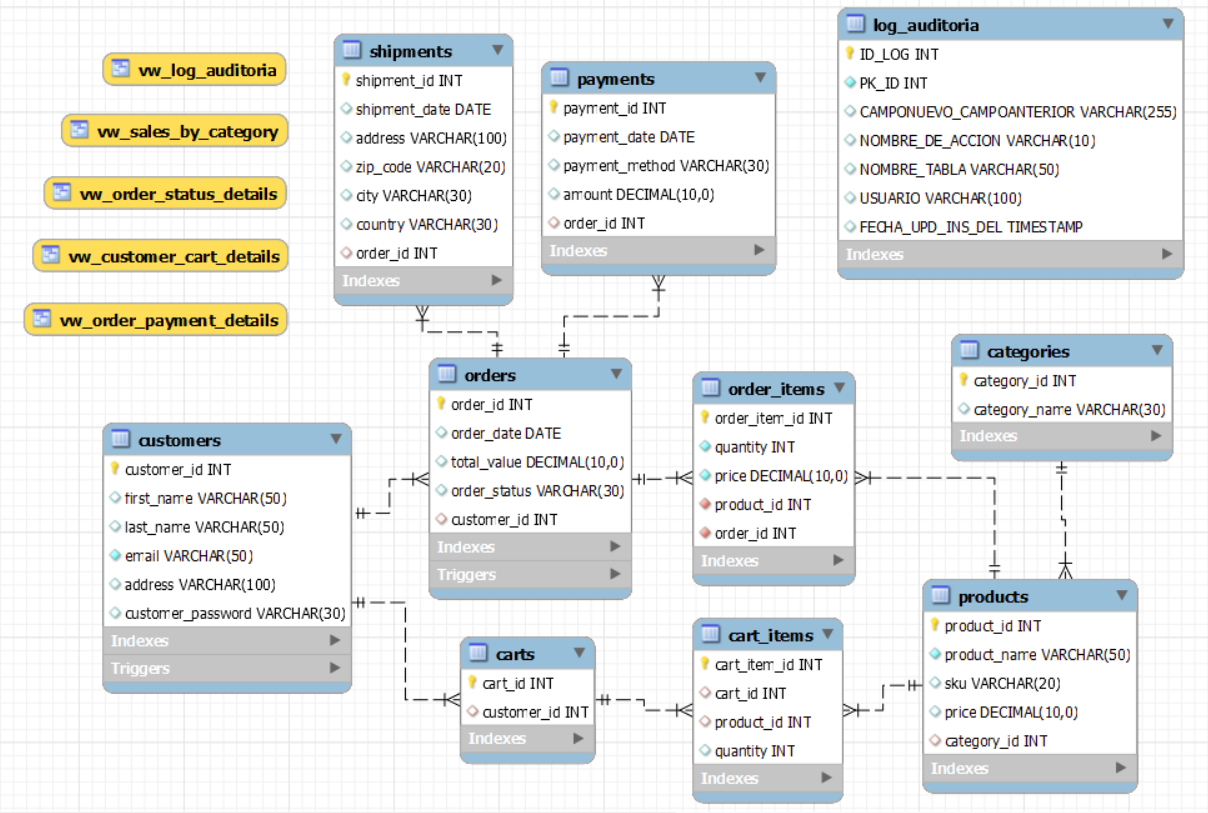 vw_log_auditoria
vw_sales_by_category
vw_order_status_details
vw_customer_cart_details
vw_order_payment_details
shipments
shipment_id INT
shipment_date DATE
address VARCHAR(100)
zip_code VARCHAR(20)
city VARCHAR(30)
country VARCHAR(30)
order_id INT
Indexes
payments
payment_id INT
payment_date DATE
payment_method VARCHAR(30)
amount DECIMAL(10,0)
order_id INT
Indexes
log_auditoria
ID_LOG INT
PK_ID INT
CAMPONUEVO_CAMPOANTERIOR VARCHAR(255)
NOMBRE_DE_ACCION VARCHAR(10)
NOMBRE_TABLA VARCHAR(50)
USUARIO VARCHAR(100)
FECHA_UPD_INS_DEL TIMESTAMP
Indexes
customers
customer_id INT
first_name VARCHAR(50)
last_name VARCHAR(50)
email VARCHAR(50)
address VARCHAR(100)
customer_password VARCHAR(30)
Indexes
Triggers
orders
order_id INT
order_date DATE
total_value DECIMAL(10,0)
order_status VARCHAR(30)
customer_id INT
Indexes
Triggers
order_items
order_item_id INT
quantity INT
price DECIMAL(10,0)
product_id INT
order_id INT
Indexes
categories
category_id INT
category_name VARCHAR(30)
Indexes
carts
cart_id INT
customer_id INT
Indexes
cart_items
cart_item_id INT
cart_id INT
product_id INT
quantity INT
Indexes
products
product_id INT
product_name VARCHAR(50)
sku VARCHAR(20)
price DECIMAL(10,0)
category_id INT
Indexes